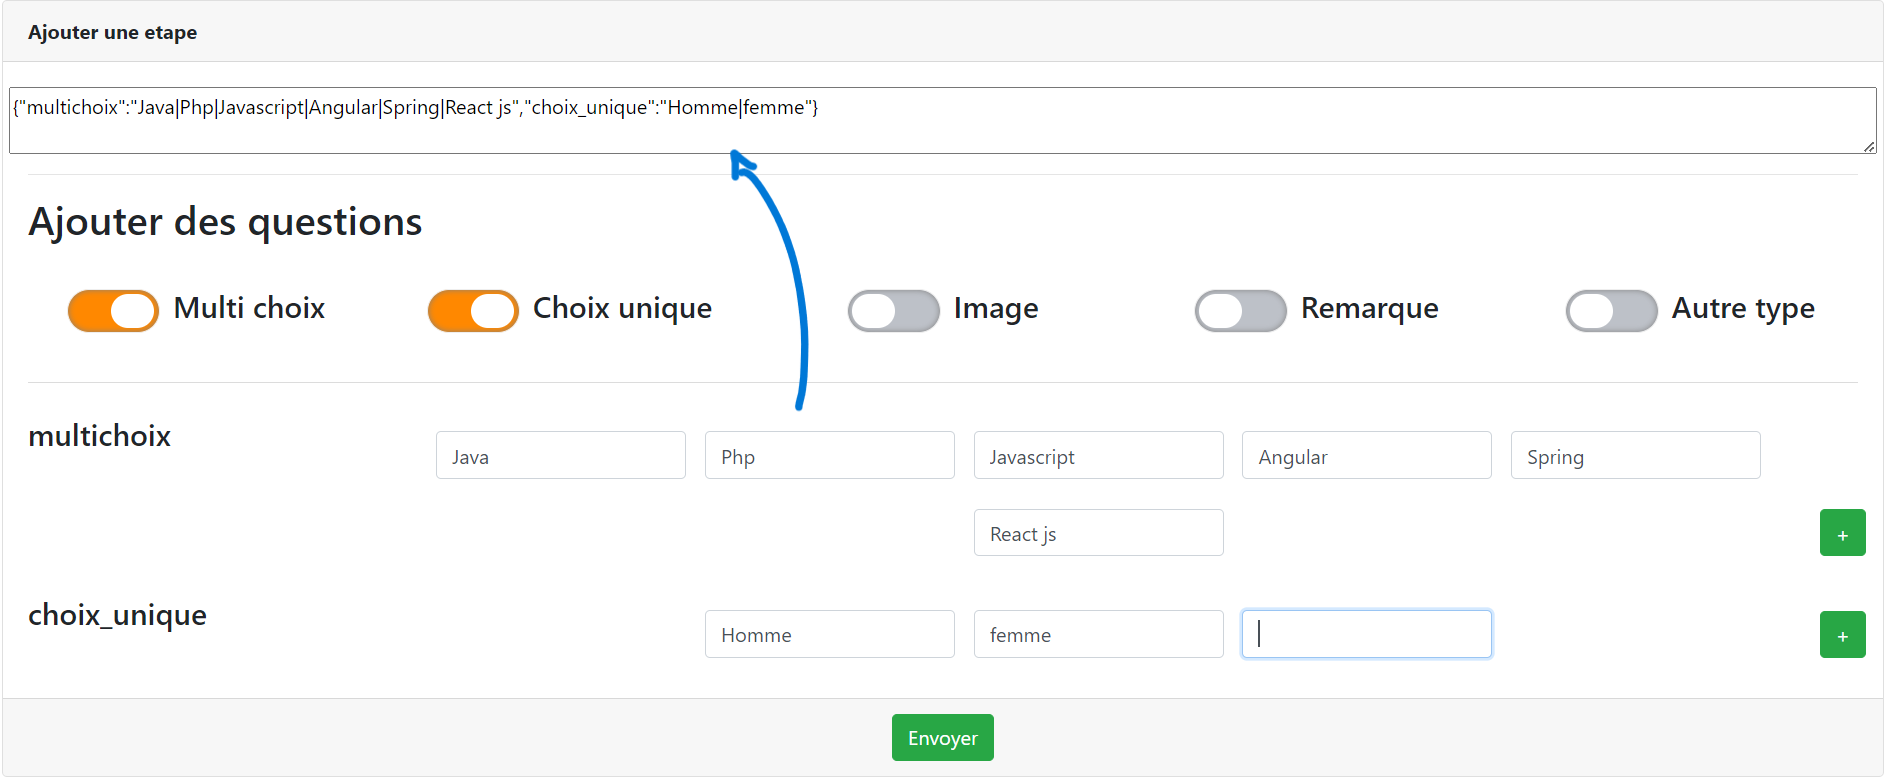 Ajouter une etape
{"multichoix":"Java|Php|Javascript|Angular|Spring|React js","choix_unique":"Homme|femme"}
Ajouter des questions
Multi choix Choix unique Image Remarque Autre type
multichoix
Java Php Javascript Angular Spring
React js +
choix_unique
Homme femme +
Envoyer